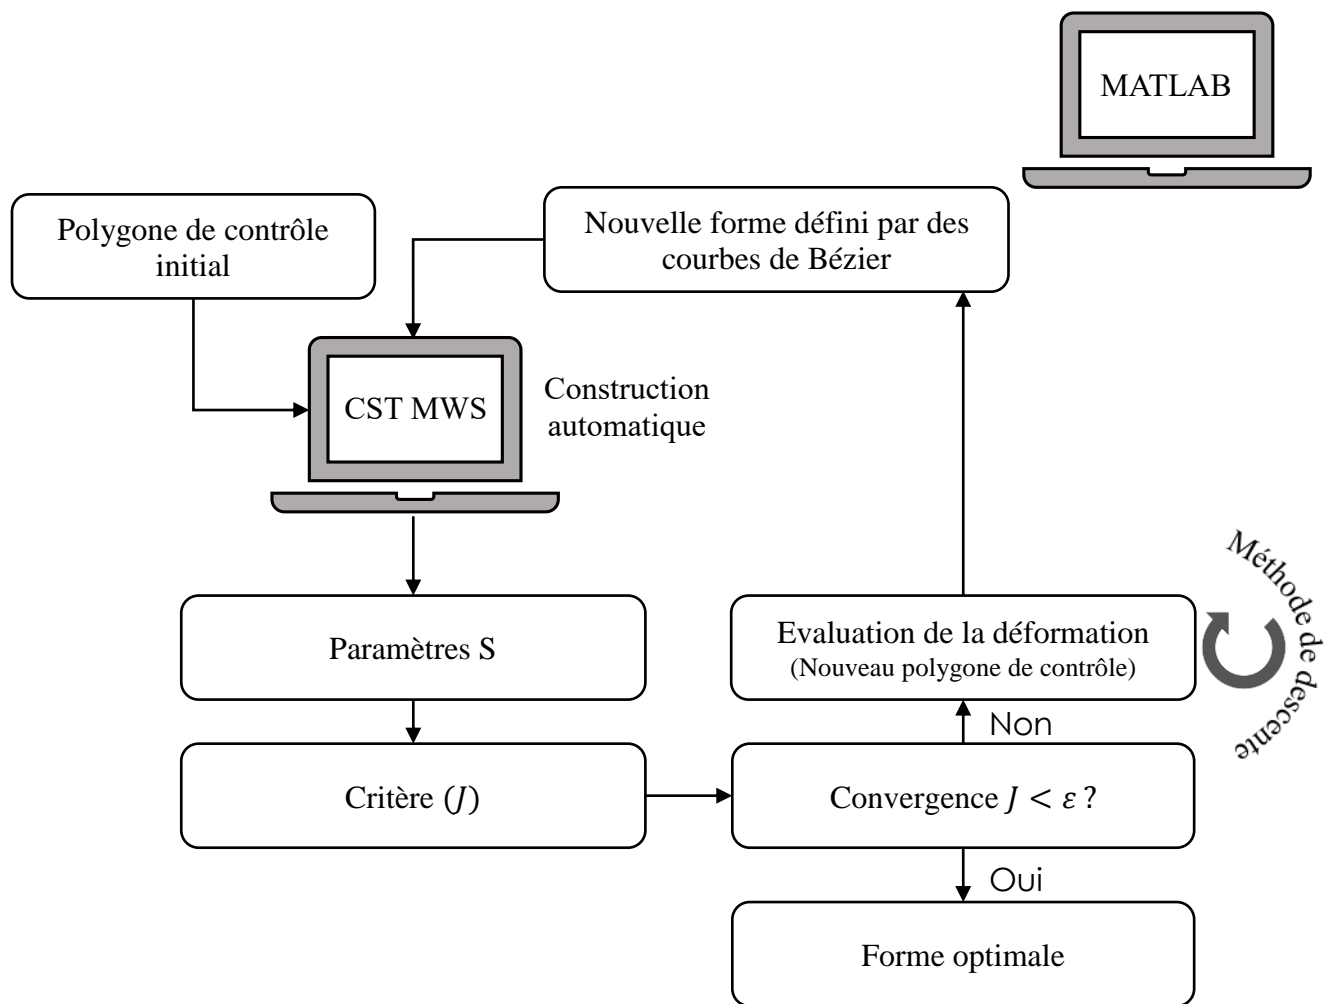 MATLAB
Polygone de contrôle
initial
Nouvelle forme défini par des
courbes de Bézier
CST MWS
Construction
automatique
Paramètres S
Evaluation de la déformation
(Nouveau polygone de contrôle)
Méthode de descente
Non
Critère (J)
Convergence J < ε ?
Oui
Forme optimale